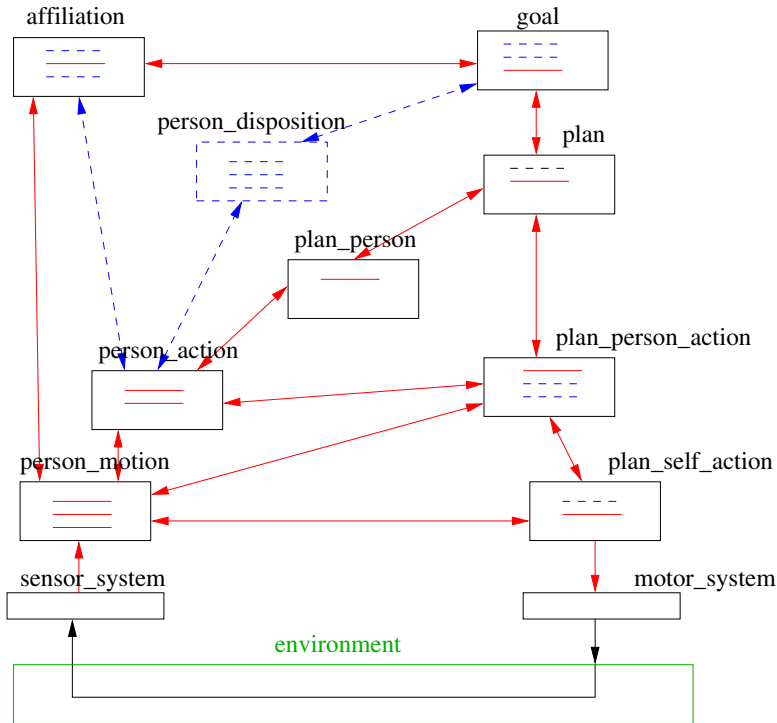 affiliation
goal
person_disposition
plan
plan_person
person_action
plan_person_action
person_motion
plan_self_action
sensor_system
motor_system
environment